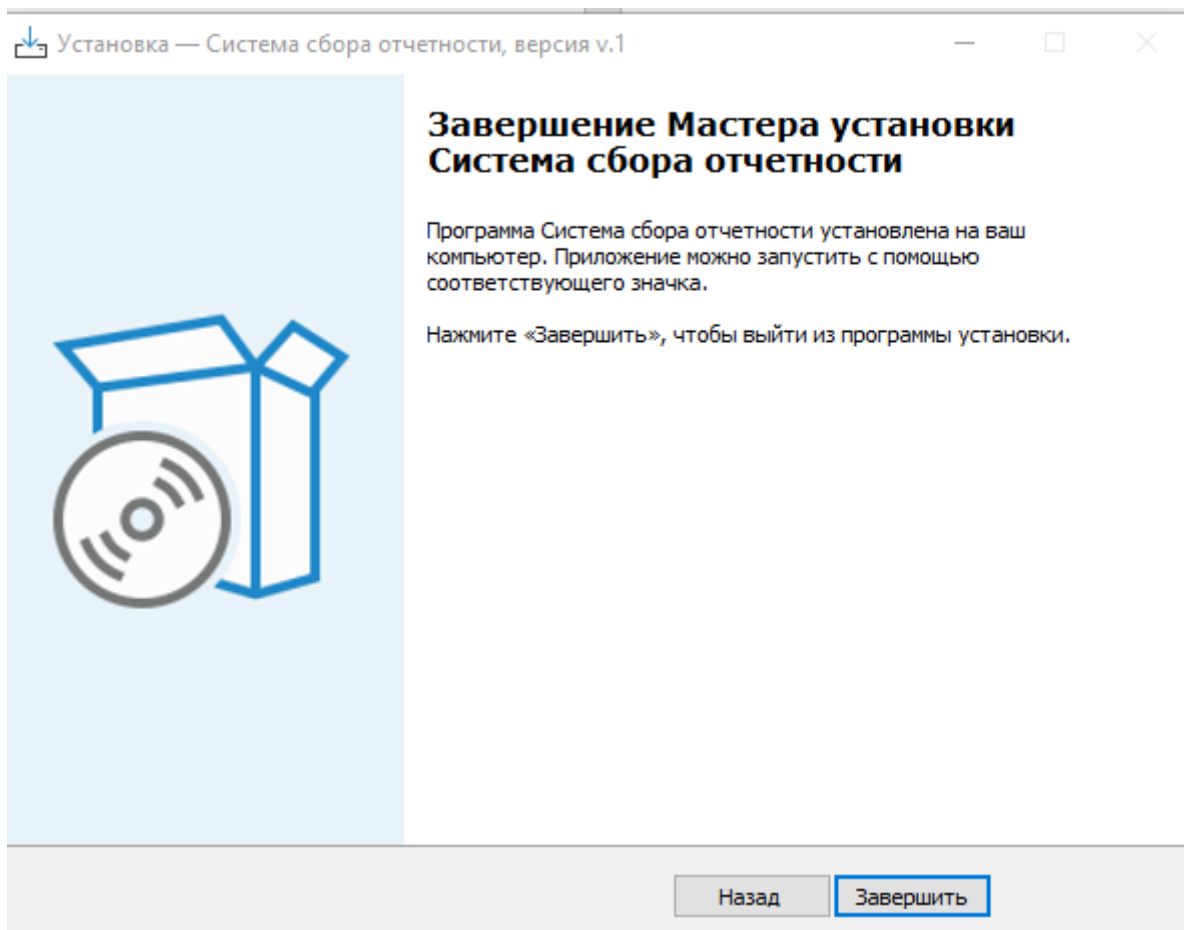 Установка — Система сбора отчетности, версия v.1
Завершение Мастера установки
Система сбора отчетности
Программа Система сбора отчетности установлена на ваш
компьютер. Приложение можно запустить с помощью
соответствующего значка.
Нажмите «Завершить», чтобы выйти из программы установки.
Назад
Завершить